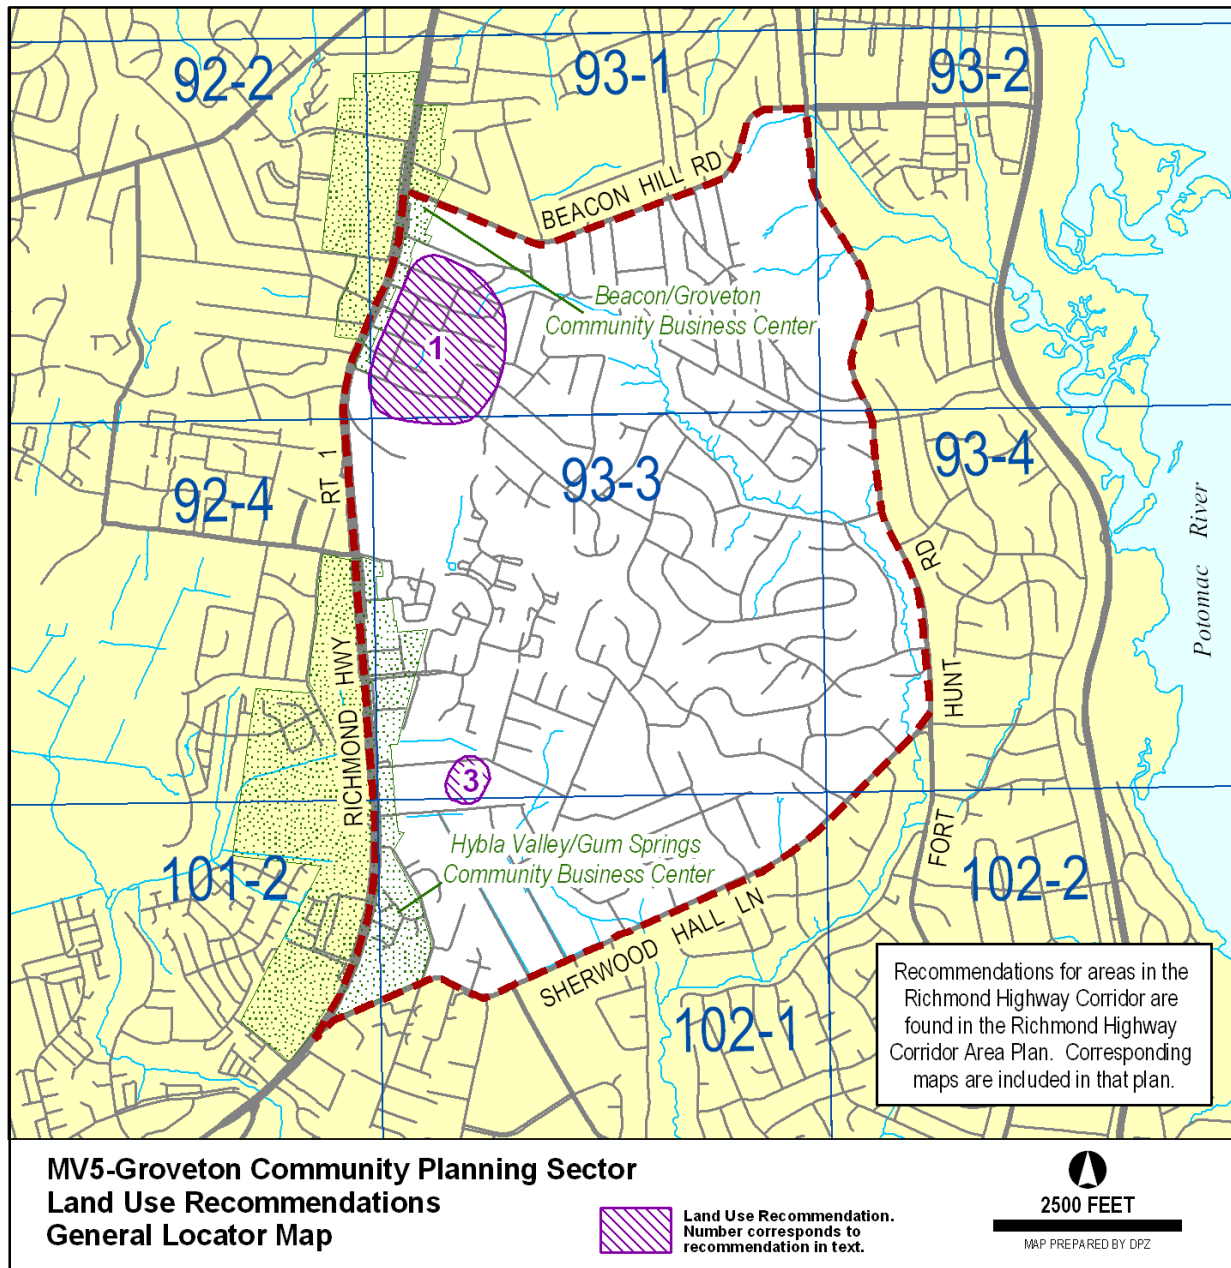 92-2
93-1
93-2
BEACON HILL RD
Beacon/Groveton
Community Business Center
1
93-3
93-4
RT 1
92-4
RD
Potomac River
HUNT
RICHMOND HWY
3
FORT
Hybla Valley/Gum Springs
Community Business Center
101-2
102-2
SHERWOOD HALL LN
102-1
Recommendations for areas in the
Richmond Highway Corridor are
found in the Richmond Highway
Corridor Area Plan. Corresponding
maps are included in that plan.
MV5-Groveton Community Planning Sector
Land Use Recommendations
General Locator Map
Land Use Recommendation.
Number corresponds to
recommendation in text.
2500 FEET
MAP PREPARED BY DPZ